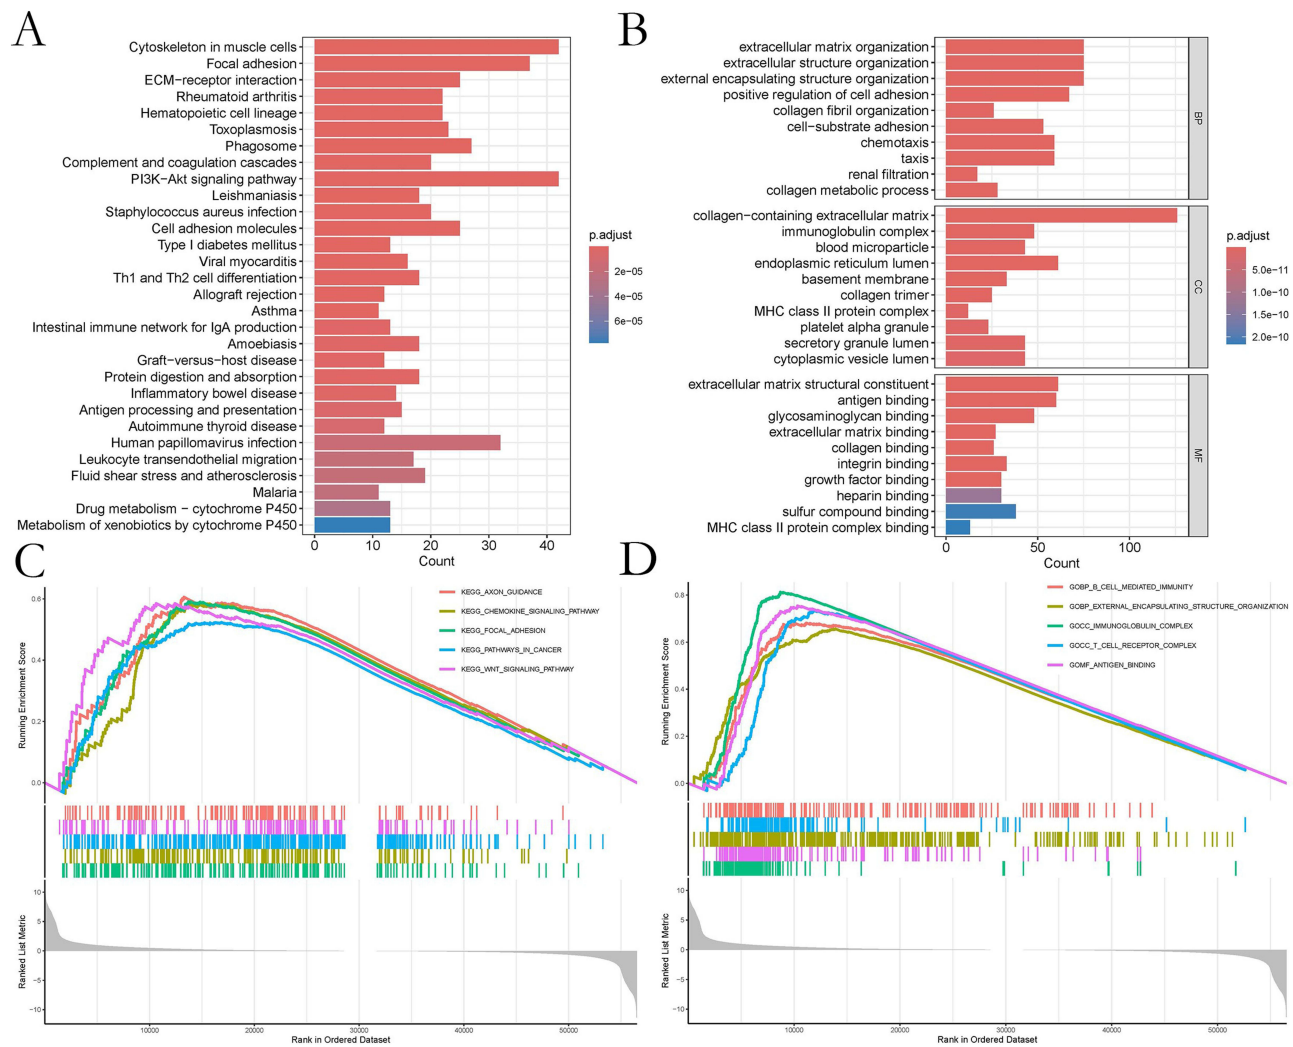 A
Cytoskeleton in muscle cells
Focal adhesion
ECM−receptor interaction
Rheumatoid arthritis
Hematopoietic cell lineage
Toxoplasmosis
Phagosome
Complement and coagulation cascades
PI3K−Akt signaling pathway
Leishmaniasis
Staphylococcus aureus infection
Cell adhesion molecules
Type I diabetes mellitus
Viral myocarditis
Th1 and Th2 cell differentiation
Allograft rejection
Asthma
Intestinal immune network for IgA production
Amoebiasis
Graft−versus−host disease
Protein digestion and absorption
Inflammatory bowel disease
Antigen processing and presentation
Autoimmune thyroid disease
Human papillomavirus infection
Leukocyte transendothelial migration
Fluid shear stress and atherosclerosis
Malaria
Drug metabolism − cytochrome P450
Metabolism of xenobiotics by cytochrome P450
0 10 20 30 40
Count
p.adjust
2e−05
4e−05
6e−05
B
extracellular matrix organization
extracellular structure organization
external encapsulating structure organization
positive regulation of cell adhesion
collagen fibril organization
cell−substrate adhesion
chemotaxis
taxis
renal filtration
collagen metabolic process
BP
collagen−containing extracellular matrix
immunoglobulin complex
blood microparticle
endoplasmic reticulum lumen
basement membrane
collagen trimer
MHC class II protein complex
platelet alpha granule
secretory granule lumen
cytoplasmic vesicle lumen
CC
extracellular matrix structural constituent
antigen binding
glycosaminoglycan binding
extracellular matrix binding
collagen binding
integrin binding
growth factor binding
heparin binding
sulfur compound binding
MHC class II protein complex binding
MF
0 50 100
Count
p.adjust
5.0e−11
1.0e−10
1.5e−10
2.0e−10
C
Running Enrichment Score
0.6
0.4
0.2
0.0
KEGG_AXON_GUIDANCE
KEGG_CHEMOKINE_SIGNALING_PATHWAY
KEGG_FOCAL_ADHESION
KEGG_PATHWAYS_IN_CANCER
KEGG_WNT_SIGNALING_PATHWAY
Ranked List Metric
10
5
0
−5
−10
10000 20000 30000 40000 50000
Rank in Ordered Dataset
D
Running Enrichment Score
0.8
0.6
0.4
0.2
0.0
GOBP_B_CELL_MEDIATED_IMMUNITY
GOBP_EXTERNAL_ENCAPSULATING_STRUCTURE_ORGANIZATION
GOCC_IMMUNOGLOBULIN_COMPLEX
GOCC_T_CELL_RECEPTOR_COMPLEX
GOMF_ANTIGEN_BINDING
Ranked List Metric
10
5
0
−5
−10
10000 20000 30000 40000 50000
Rank in Ordered Dataset